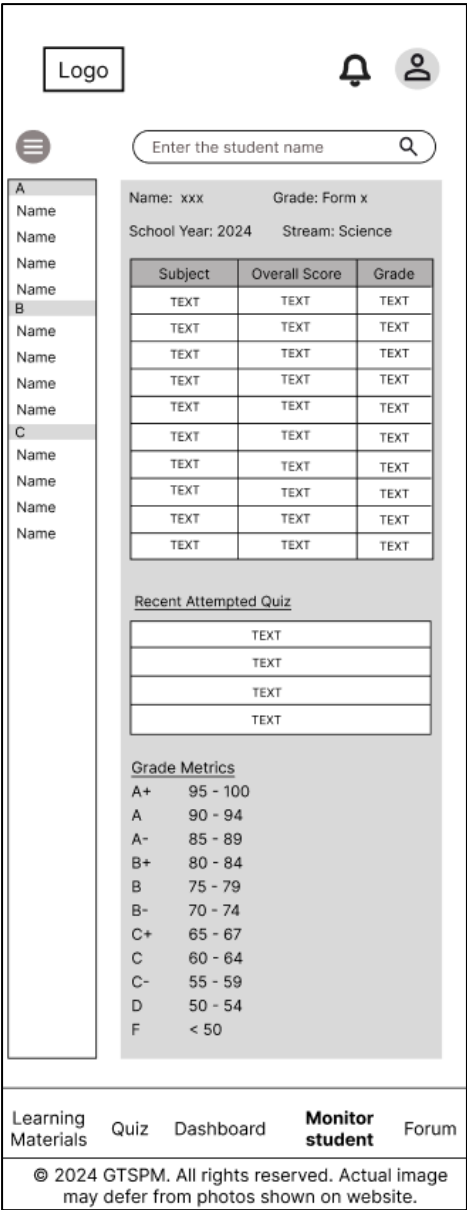 Logo
Enter the student name
A
Name
Name
Name
Name
B
Name
Name
Name
Name
C
Name
Name
Name
Name
Name: xxx Grade: Form x
School Year: 2024 Stream: Science
Subject Overall Score Grade
TEXT TEXT TEXT
TEXT TEXT TEXT
TEXT TEXT TEXT
TEXT TEXT TEXT
TEXT TEXT TEXT
TEXT TEXT TEXT
TEXT TEXT TEXT
TEXT TEXT TEXT
TEXT TEXT TEXT
TEXT TEXT TEXT
Recent Attempted Quiz
TEXT
TEXT
TEXT
TEXT
Grade Metrics
A+ 95 - 100
A 90 - 94
A- 85 - 89
B+ 80 - 84
B 75 - 79
B- 70 - 74
C+ 65 - 67
C 60 - 64
C- 55 - 59
D 50 - 54
F < 50
Learning
Materials
Quiz
Dashboard
Monitor
student
Forum
© 2024 GTSPM. All rights reserved. Actual image
may defer from photos shown on website.